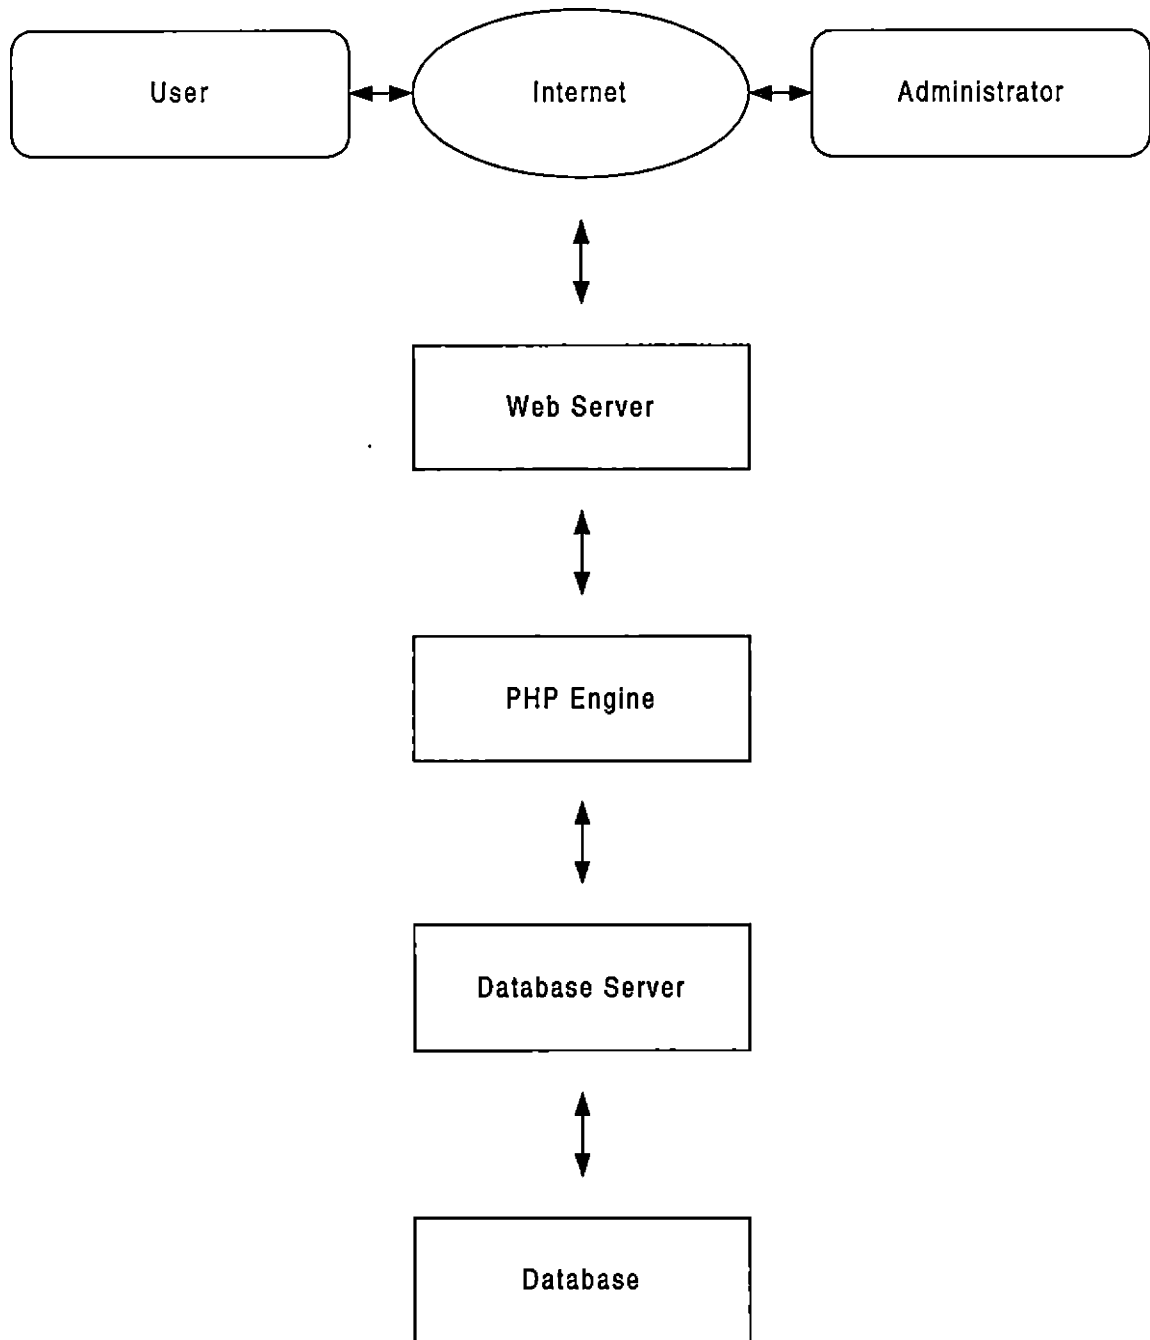 User
Internet
Administrator
Web Server
PHP Engine
Database Server
Database